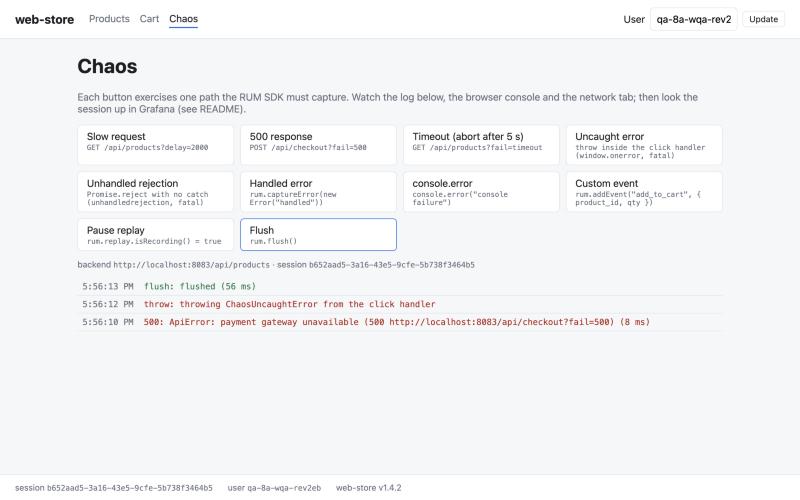 web-store Products Cart Chaos User qa-8a-wqa-rev2 Update
Chaos
Each button exercises one path the RUM SDK must capture. Watch the log below, the browser console and the network tab; then look the
session up in Grafana (see README).
Slow request
GET /api/products?delay=2000
500 response
POST /api/checkout?fail=500
Timeout (abort after 5 s)
GET /api/products?fail=timeout
Uncaught error
throw inside the click handler
(window.onerror, fatal)
Unhandled rejection
Promise.reject with no catch
(unhandledrejection, fatal)
Handled error
rum.captureError(new
Error("handled"))
console.error
console.error("console
failure")
Custom event
rum.addEvent("add_to_cart", {
product_id, qty })
Pause replay
rum.replay.isRecording() = true
Flush
rum.flush()
backend http://localhost:8083/api/products · session b652aad5-3a16-43e5-9cfe-5b738f3464b5
5:56:13 PM flush: flushed (56 ms)
5:56:12 PM throw: throwing ChaosUncaughtError from the click handler
5:56:10 PM 500: ApiError: payment gateway unavailable (500 http://localhost:8083/api/checkout?fail=500) (8 ms)
session b652aad5-3a16-43e5-9cfe-5b738f3464b5 user qa-8a-wqa-rev2eb web-store v1.4.2